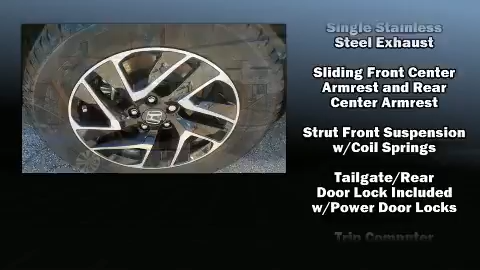 Single Stainless
Steel Exhaust
Sliding Front Center
Armrest and Rear
Center Armrest
Strut Front Suspension
w/Coil Springs
Tailgate/Rear
Door Lock Included
w/Power Door Locks
Trip Computer